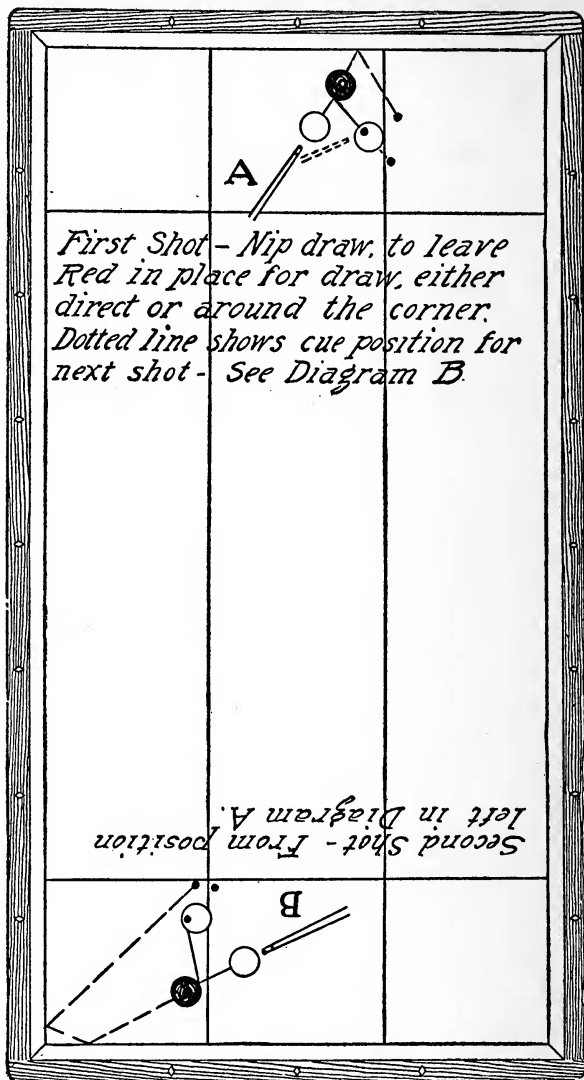 A
First Shot - Nip draw, to leave
Red in place for draw, either
direct or around the corner.
Dotted line shows cue position for
next shot - See Diagram B.
Second Shot - From position
left in Diagram A.
B